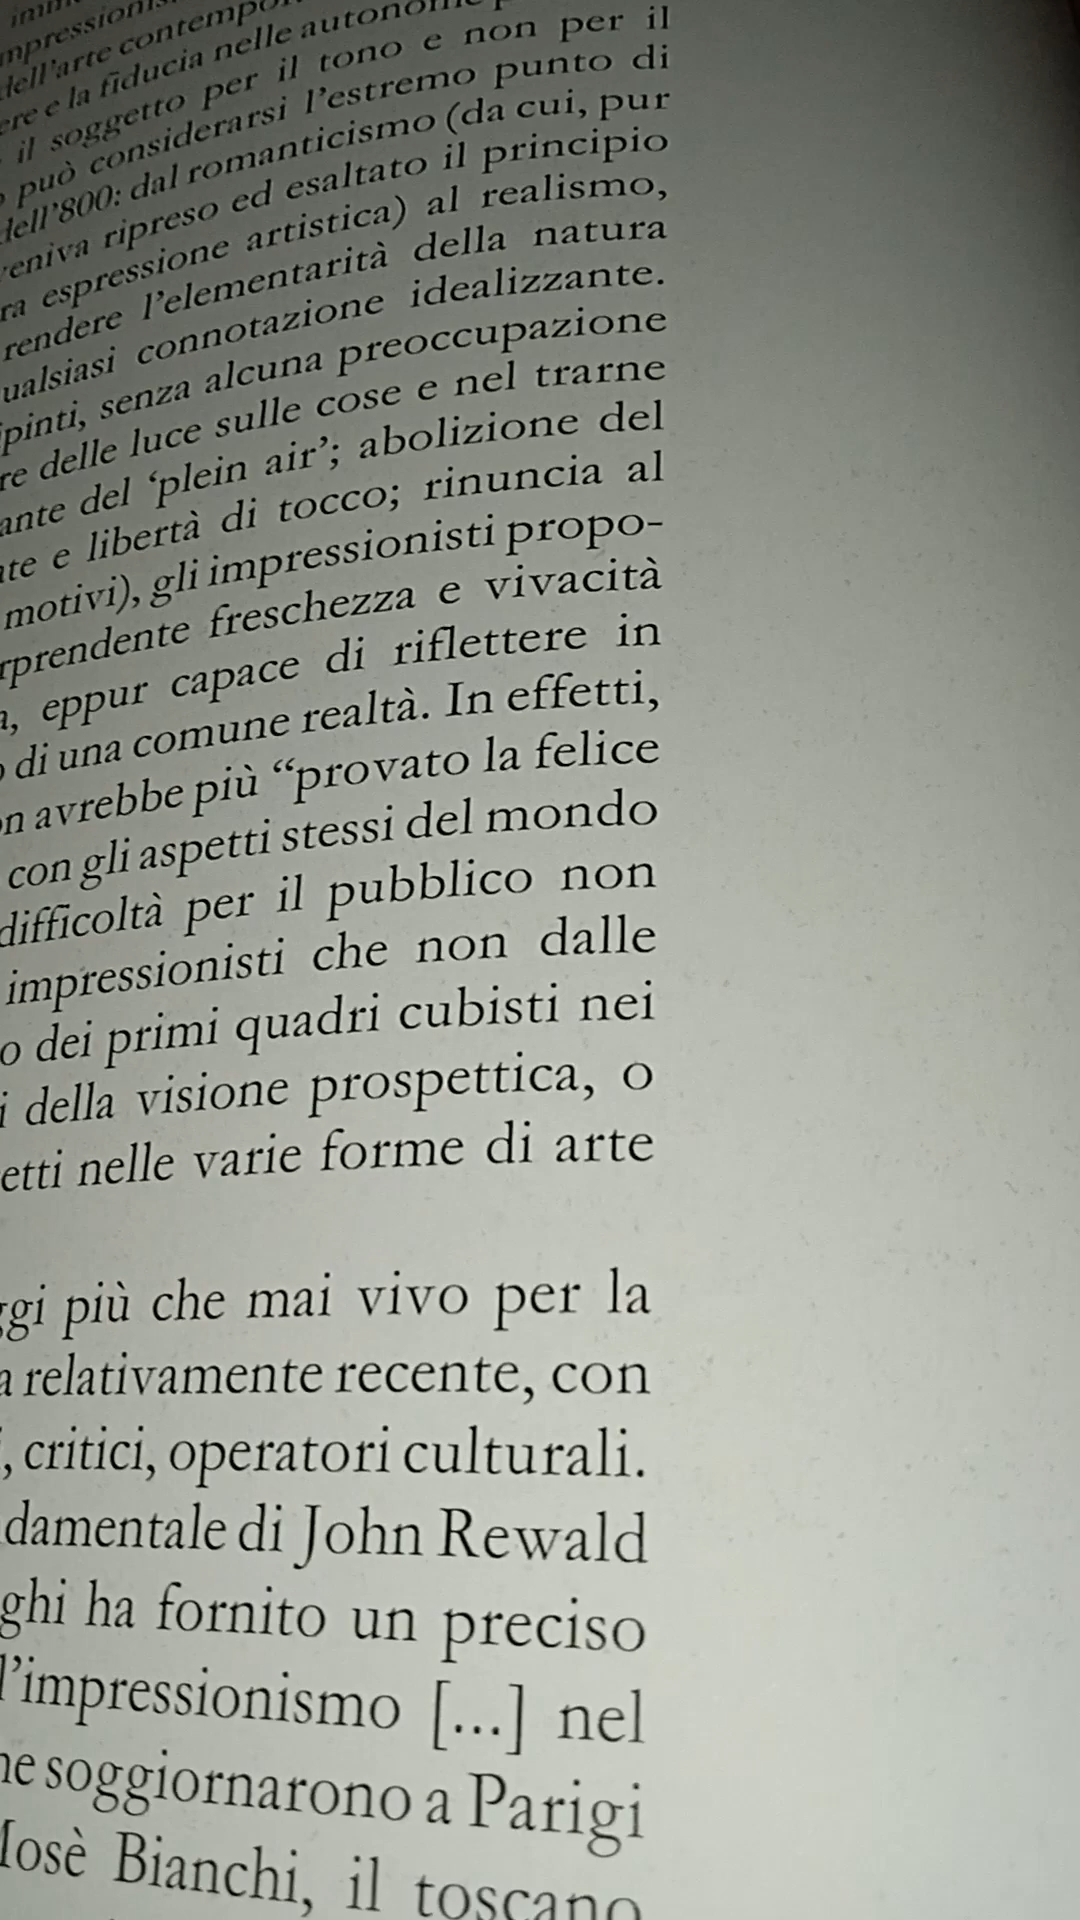 dell'arte contempo
ere e la fiducia nelle autonome
il soggetto per il tono e non per il
può considerarsi l'estremo punto di
dell'800: dal romanticismo (da cui, pur
veniva ripreso ed esaltato il principio
ra espressione artistica) al realismo,
rendere l'elementarità della natura
ualsiasi connotazione idealizzante.
ipinti, senza alcuna preoccupazione
re delle luce sulle cose e nel trarne
ante del ‘plein air’; abolizione del
te e libertà di tocco; rinuncia al
motivi), gli impressionisti propo-
rprendente freschezza e vivacità
a, eppur capace di riflettere in
o di una comune realtà. In effetti,
on avrebbe più “provato la felice
con gli aspetti stessi del mondo
difficoltà per il pubblico non
impressionisti che non dalle
o dei primi quadri cubisti nei
i della visione prospettica, o
etti nelle varie forme di arte
ggi più che mai vivo per la
a relativamente recente, con
, critici, operatori culturali.
damentale di John Rewald
ghi ha fornito un preciso
l'impressionismo [...] nel
he soggiornarono a Parigi
Mosè Bianchi, il toscano